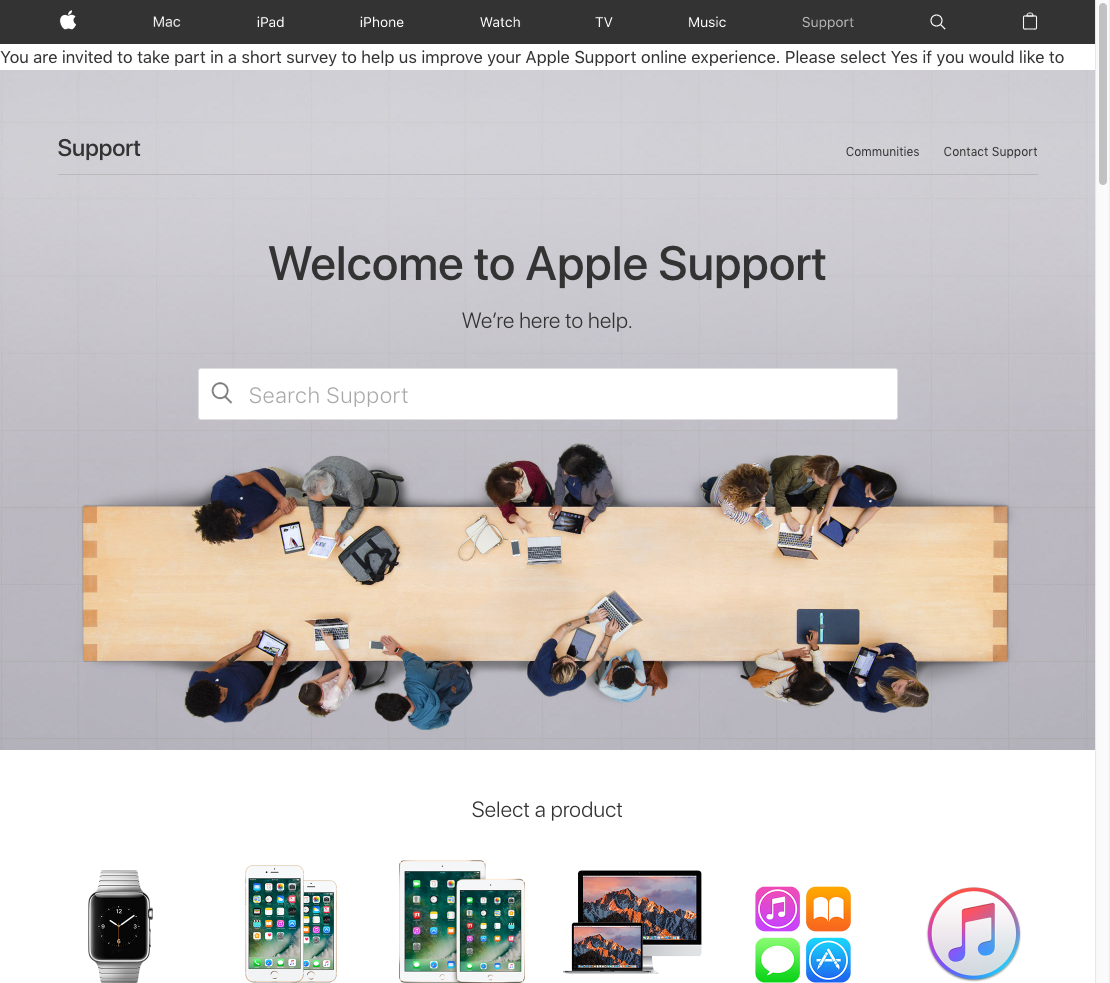 Mac iPad iPhone Watch TV Music Support
You are invited to take part in a short survey to help us improve your Apple Support online experience. Please select Yes if you would like to
Support
Communities Contact Support
Welcome to Apple Support
We’re here to help.
Search Support
Select a product